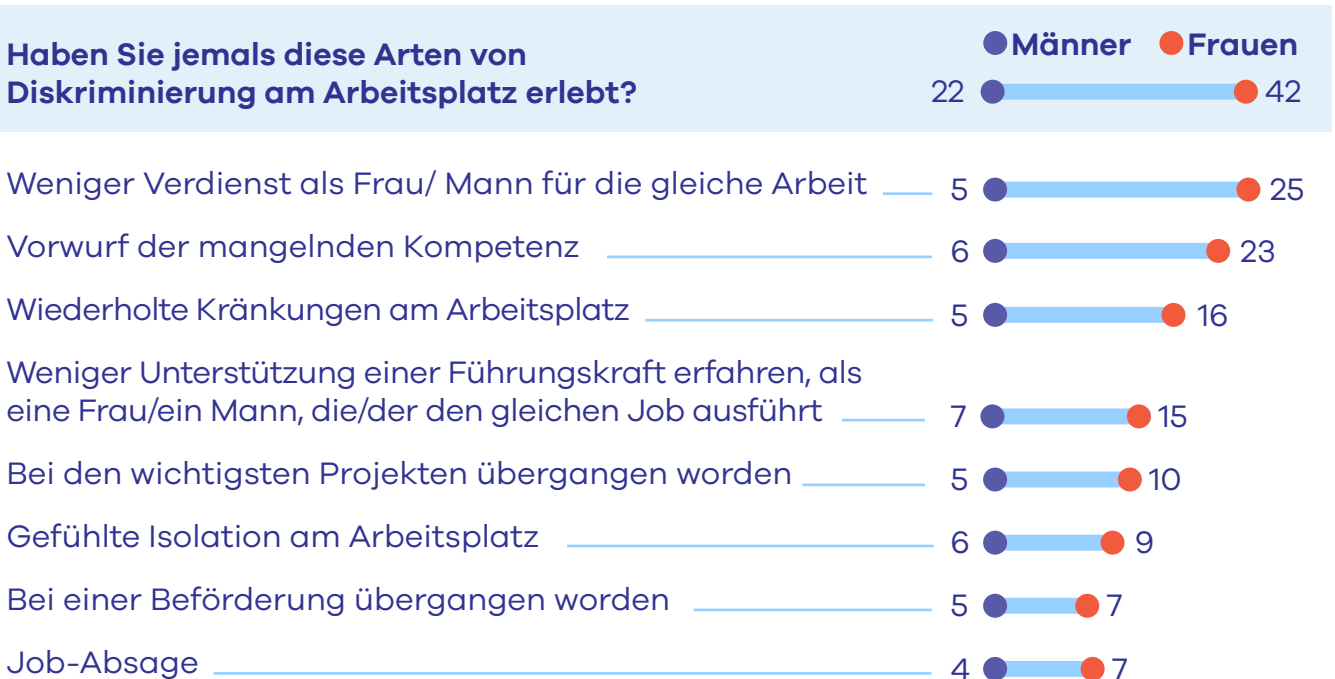 Haben Sie jemals diese Arten von
Diskriminierung am Arbeitsplatz erlebt?
Männer Frauen
22 42
Weniger Verdienst als Frau/ Mann für die gleiche Arbeit 5 25
Vorwurf der mangelnden Kompetenz 6 23
Wiederholte Kränkungen am Arbeitsplatz 5 16
Weniger Unterstützung einer Führungskraft erfahren, als
eine Frau/ein Mann, die/der den gleichen Job ausführt 7 15
Bei den wichtigsten Projekten übergangen worden 5 10
Gefühlte Isolation am Arbeitsplatz 6 9
Bei einer Beförderung übergangen worden 5 7
Job-Absage 4 7